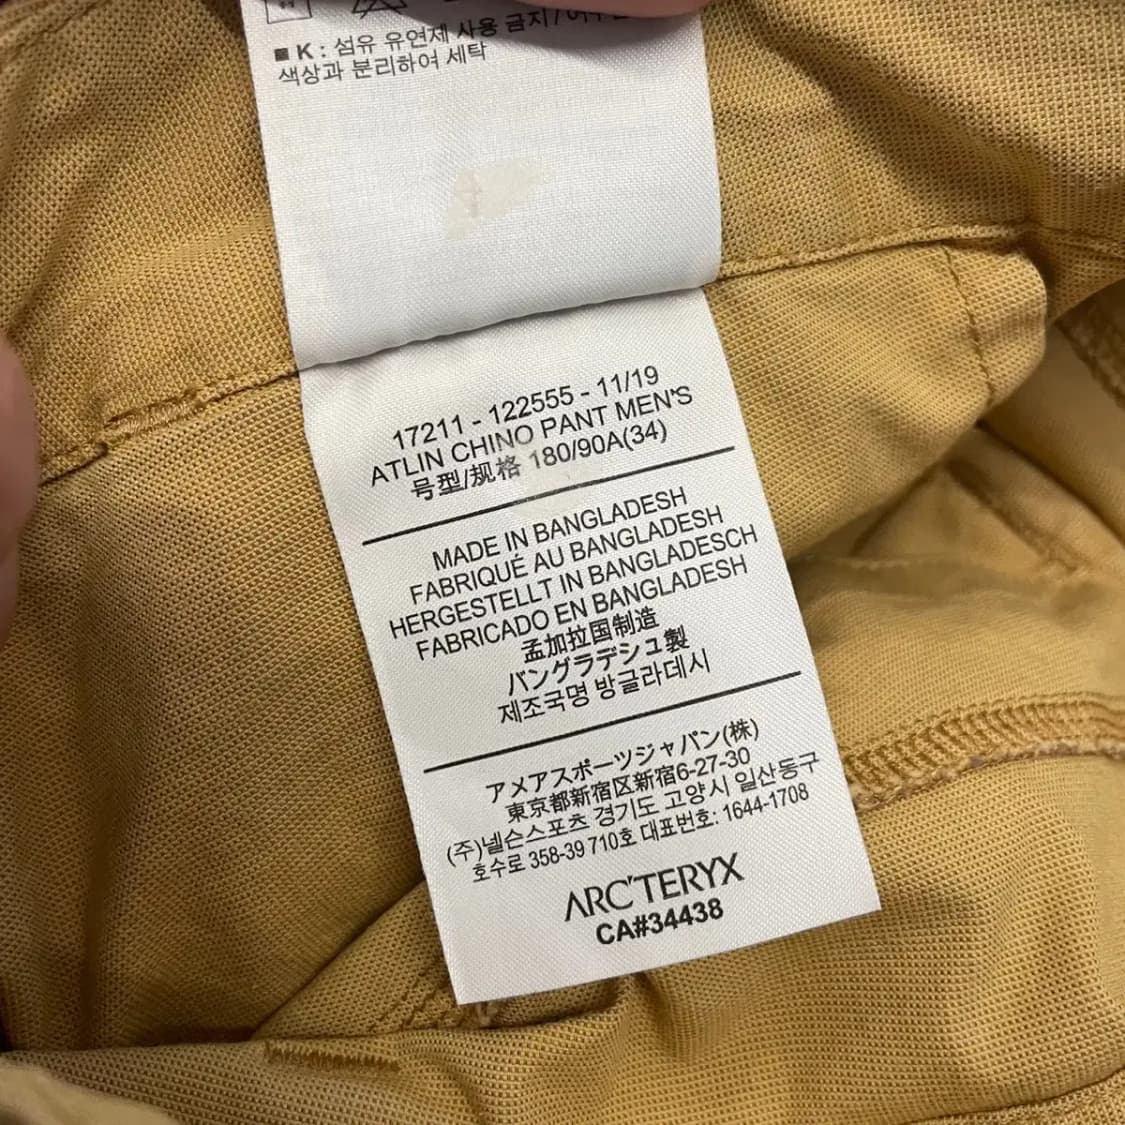 ■ K : 섬유 유연제 사용 금지 /
색상과 분리하여 세탁
17211 - 122555 - 11/19
ATLIN CHINO PANT MEN'S
号型/规格 180/90A(34)
MADE IN BANGLADESH
FABRIQUÉ AU BANGLADESH
HERGESTELLT IN BANGLADESCH
FABRICADO EN BANGLADESH
孟加拉国制造
バングラデシュ製
제조국명 방글라데시
アメアスポーツジャパン(株)
東京都新宿区新宿6-27-30
(주)넬슨스포츠 경기도 고양시 일산동구
호수로 358-39 710호 대표번호: 1644-1708
ARC'TERYX
CA#34438